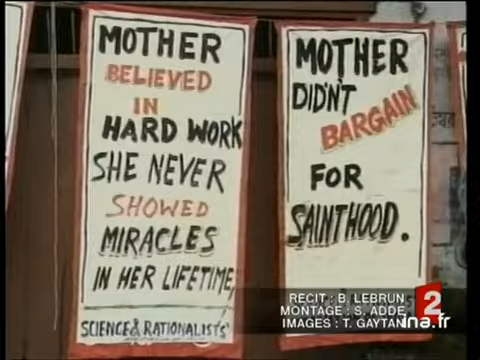 MOTHER
BELIEVED
IN
HARD WORK
SHE NEVER
SHOWED
MIRACLES
IN HER LIFETIME,
SCIENCE & RATIONALISTS'
MOTHER
DIDN'T
BARGAIN
FOR
SAINTHOOD.
RECIT : B. LEBRUN
MONTAGE : S. ADDE
IMAGES : T. GAYTAN
2
ina.fr